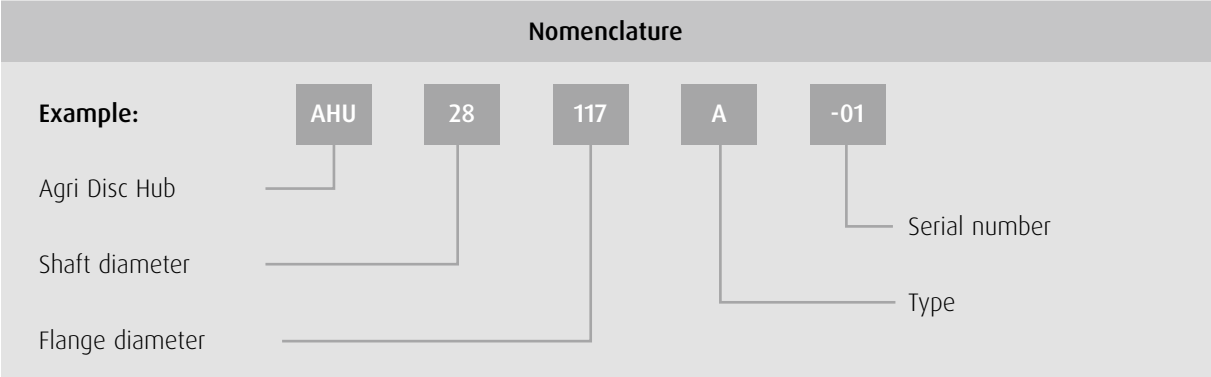 Nomenclature
Example: AHU 28 117 A -01
Agri Disc Hub
Serial number
Shaft diameter
Type
Flange diameter